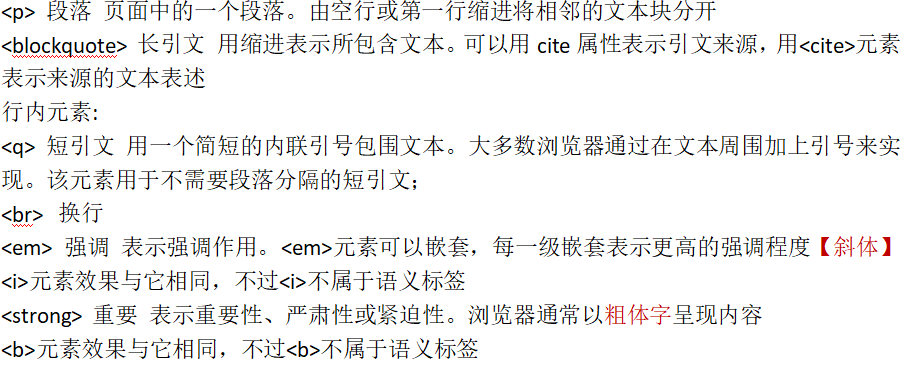 <p> 段落 页面中的一个段落。由空行或第一行缩进将相邻的文本块分开
<blockquote> 长引文 用缩进表示所包含文本。可以用 cite 属性表示引文来源，用<cite>元素
表示来源的文本表述
行内元素:
<q> 短引文 用一个简短的内联引号包围文本。大多数浏览器通过在文本周围加上引号来实
现。该元素用于不需要段落分隔的短引文；
<br> 换行
<em> 强调 表示强调作用。<em>元素可以嵌套，每一级嵌套表示更高的强调程度【斜体】
<i>元素效果与它相同，不过<i>不属于语义标签
<strong> 重要 表示重要性、严肃性或紧迫性。浏览器通常以粗体字呈现内容
<b>元素效果与它相同，不过<b>不属于语义标签